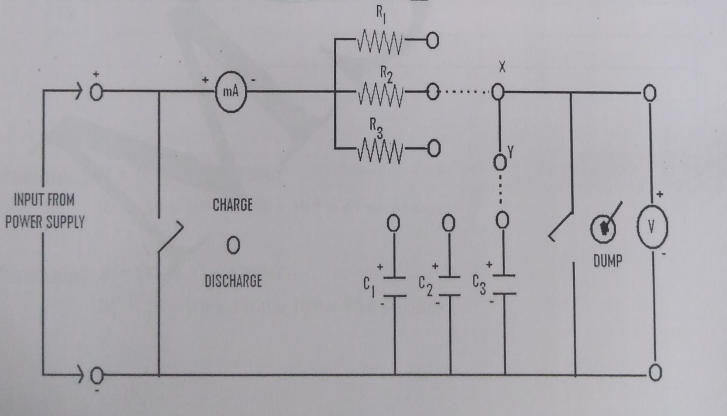 R1
R2
R3
X
Y
+
+ mA -
INPUT FROM
POWER SUPPLY
CHARGE
DISCHARGE
+
C1
-
+
C2
-
+
C3
-
DUMP
+
V
-
-